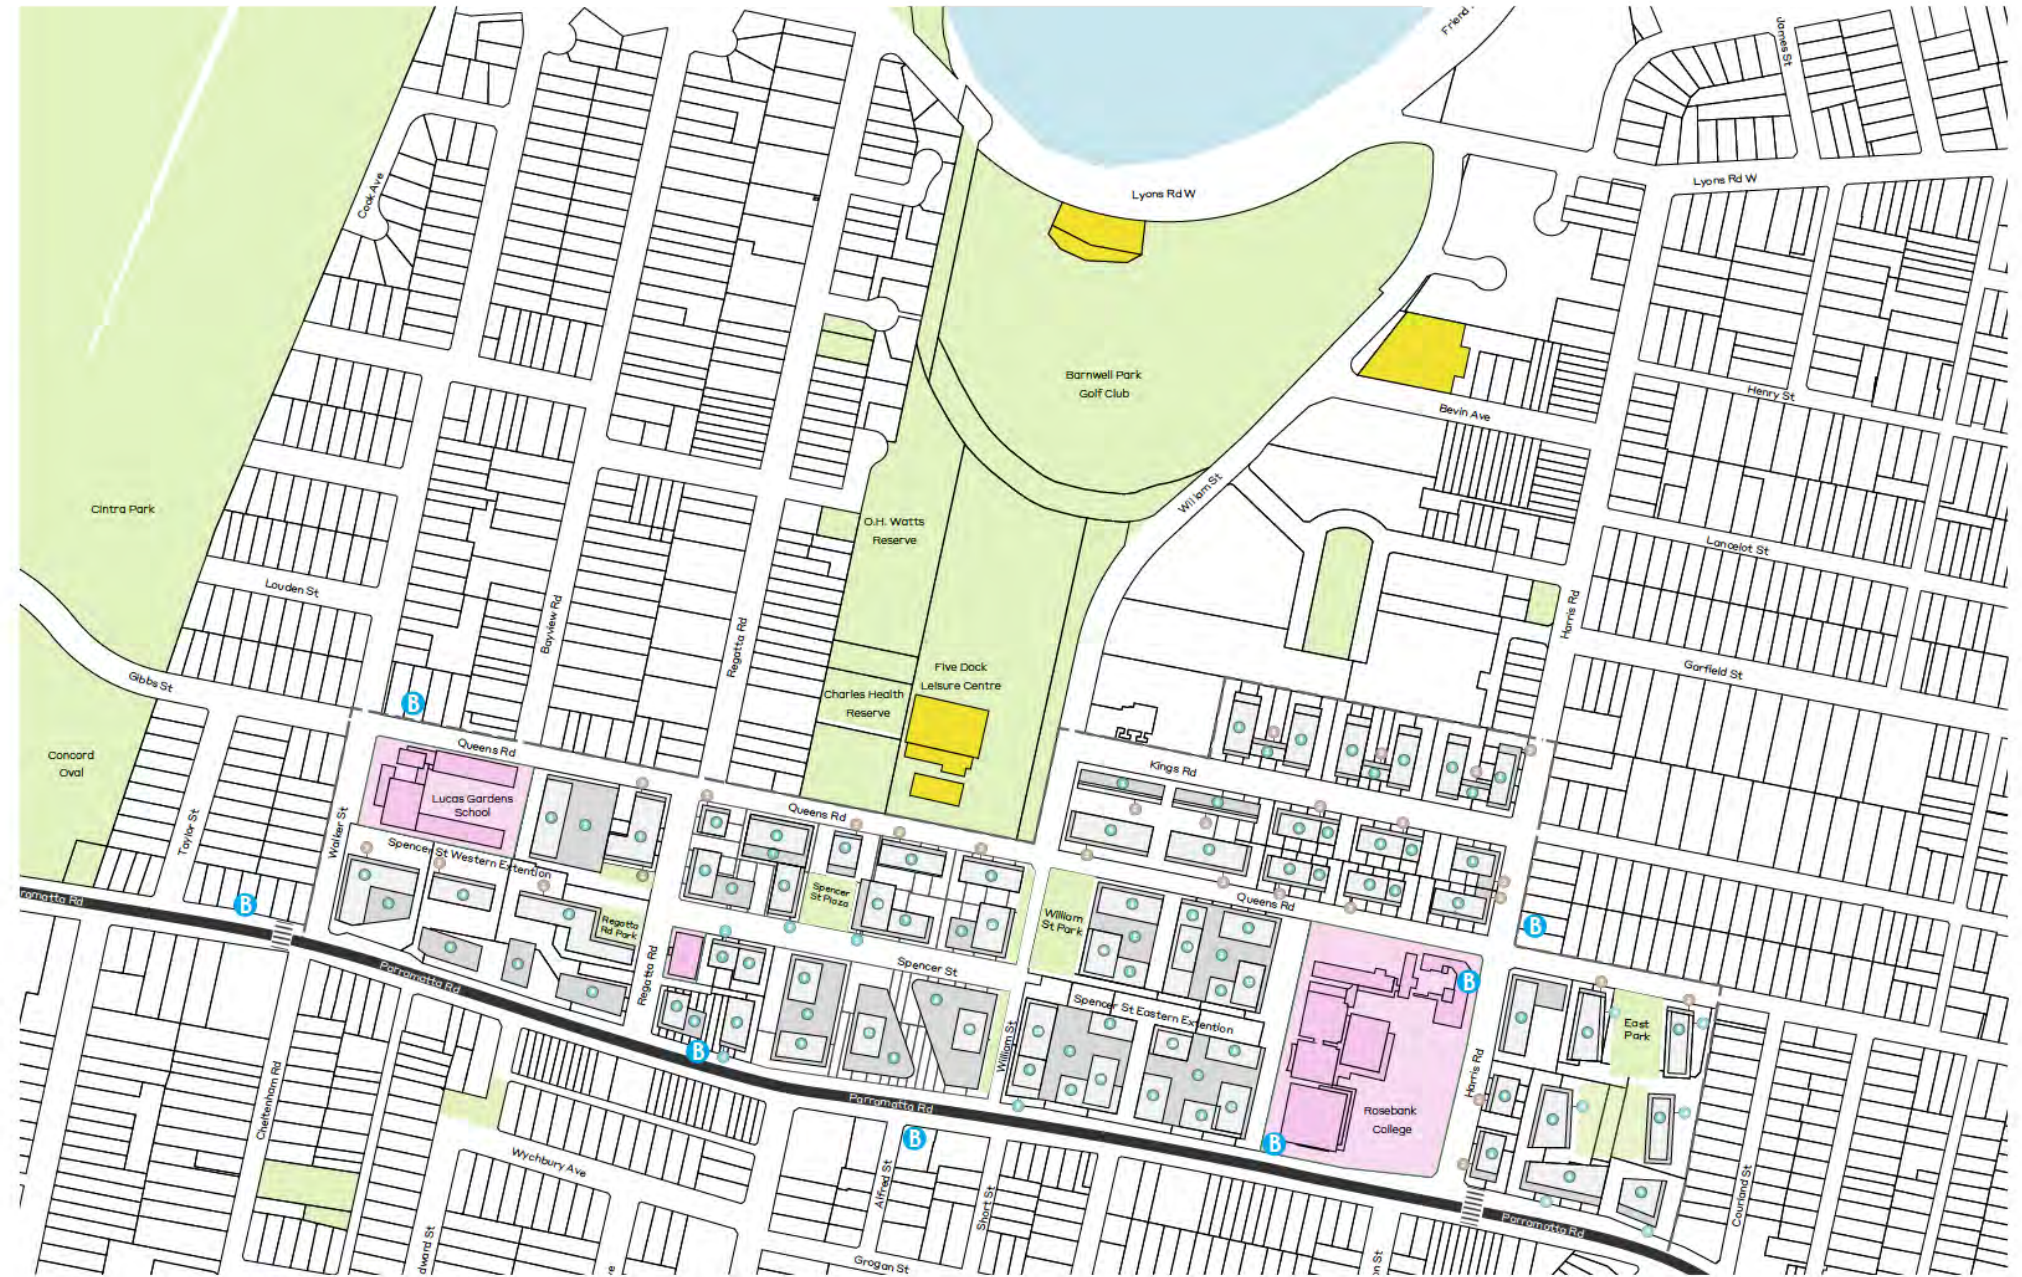 Friend
James St
Lyons Rd W
Lyons Rd W
Cook Ave
Barnwell Park
Golf Club
Henry St
Bevin Ave
William St
Cintra Park
O.H. Watts
Reserve
Lancelot St
Louden St
Bayview Rd
Regatta Rd
Harris Rd
Five Dock
Leisure Centre
Garfield St
Gibbs St
Charles Health
Reserve
B
Concord
Oval
Queens Rd
Kings Rd
Lucas Gardens
School
Queens Rd
Taylor St
Walker St
Spencer St Western Extention
Spencer
St Plaza
Queens Rd
William
St Park
B
Regatta
Rd Park
B
Parramatta Rd
Regatta Rd
Spencer St
B
Spencer St Eastern Extention
East
Park
William St
B
Harris Rd
Cheltenham Rd
Parramatta Rd
Rosebank
College
B
B
Wychbury Ave
Alfred St
Short St
Courland St
Parramatta Rd
dward St
Grogan St
on St
ramatta Rd